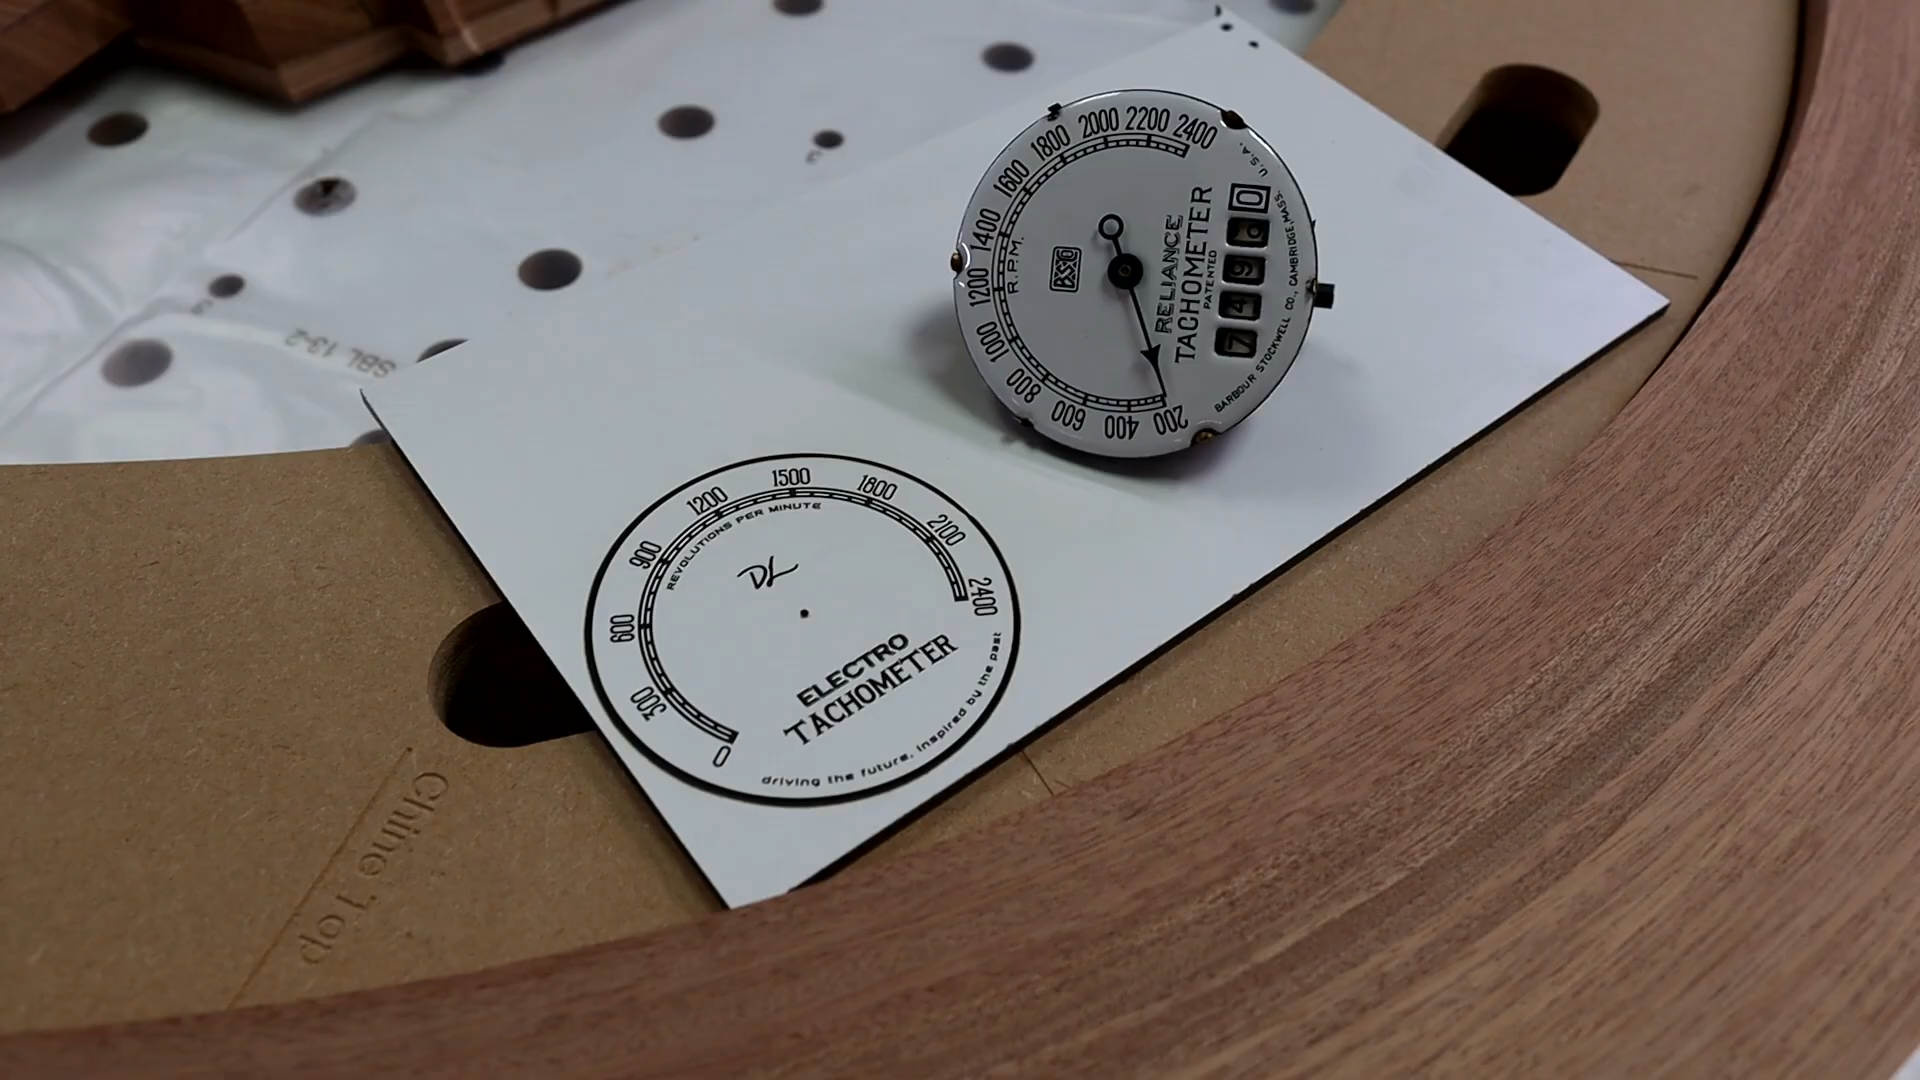 200 400 600 800 1000 1200 1400 1600 1800 2000 2200 2400
R.P.M.
RELIANCE
TACHOMETER
PATENTED
7 4 9 8 0
BARBOUR STOCKWELL CO., CAMBRIDGE, MASS. U.S.A.
0 300 600 900 1200 1500 1800 2100 2400
REVOLUTIONS PER MINUTE
DL
ELECTRO
TACHOMETER
driving the future, inspired by the past
SBL 13-2
Chine Top